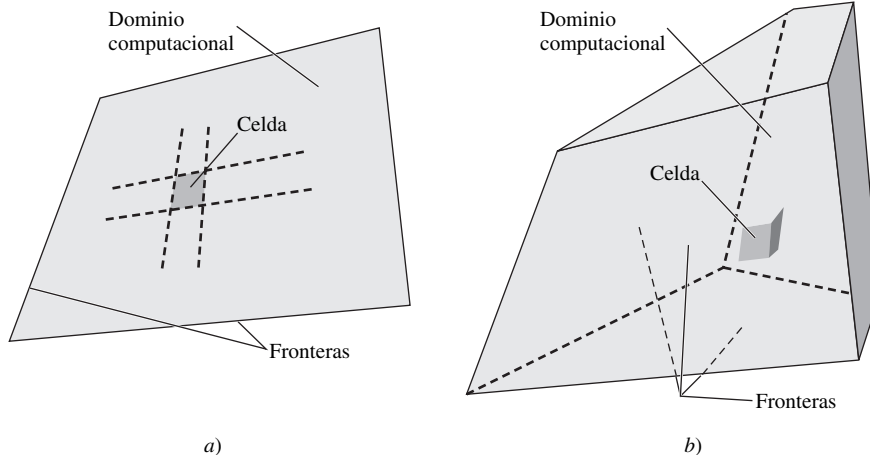 Dominio
computacional
Celda
Fronteras
a)
Dominio
computacional
Celda
Fronteras
b)